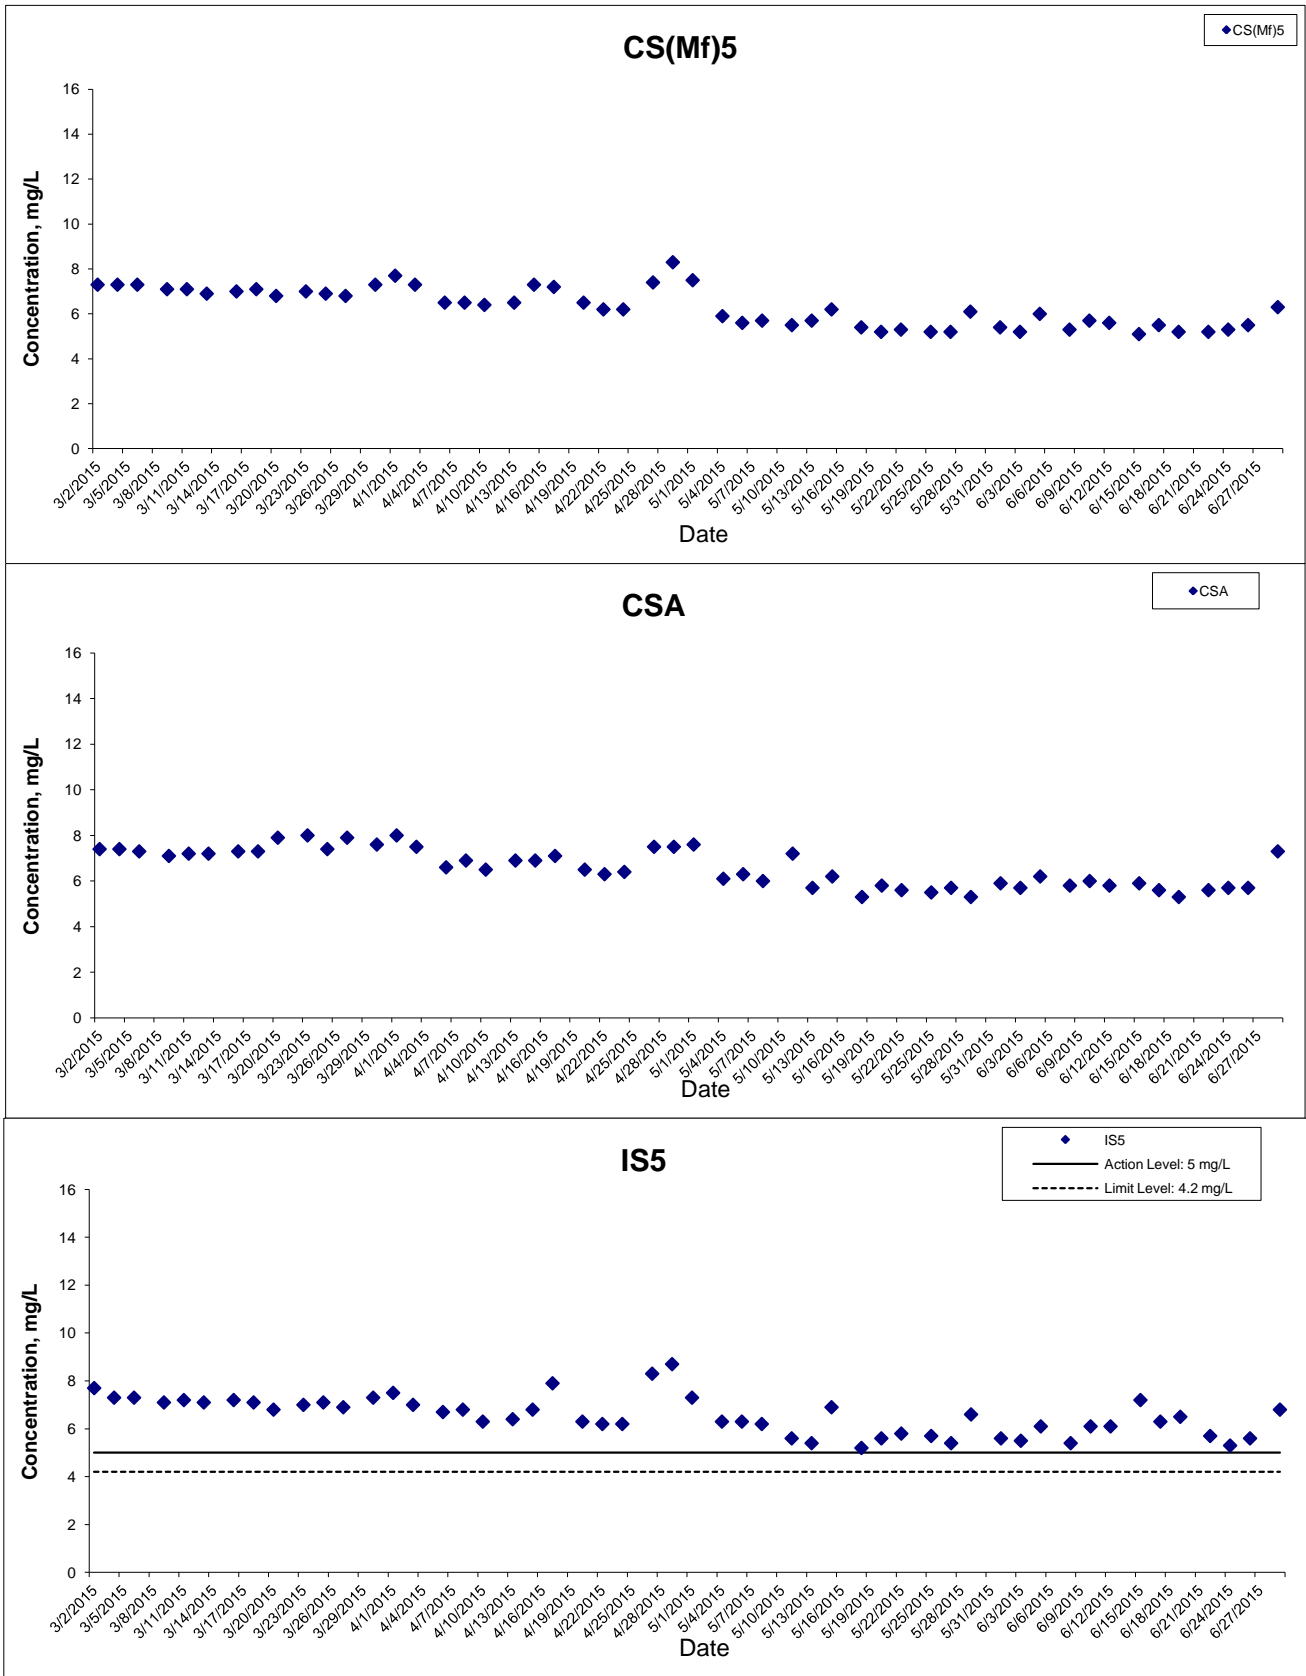 CS(Mf)5
CS(Mf)5
Concentration, mg/L
16
14
12
10
8
6
4
2
0
3/2/2015 3/5/2015 3/8/2015 3/11/2015 3/14/2015 3/17/2015 3/20/2015 3/23/2015 3/26/2015 3/29/2015 4/1/2015 4/4/2015 4/7/2015 4/10/2015 4/13/2015 4/16/2015 4/19/2015 4/22/2015 4/25/2015 4/28/2015 5/1/2015 5/4/2015 5/7/2015 5/10/2015 5/13/2015 5/16/2015 5/19/2015 5/22/2015 5/25/2015 5/28/2015 5/31/2015 6/3/2015 6/6/2015 6/9/2015 6/12/2015 6/15/2015 6/18/2015 6/21/2015 6/24/2015 6/27/2015
Date
CSA
CSA
Concentration, mg/L
16
14
12
10
8
6
4
2
0
3/2/2015 3/5/2015 3/8/2015 3/11/2015 3/14/2015 3/17/2015 3/20/2015 3/23/2015 3/26/2015 3/29/2015 4/1/2015 4/4/2015 4/7/2015 4/10/2015 4/13/2015 4/16/2015 4/19/2015 4/22/2015 4/25/2015 4/28/2015 5/1/2015 5/4/2015 5/7/2015 5/10/2015 5/13/2015 5/16/2015 5/19/2015 5/22/2015 5/25/2015 5/28/2015 5/31/2015 6/3/2015 6/6/2015 6/9/2015 6/12/2015 6/15/2015 6/18/2015 6/21/2015 6/24/2015 6/27/2015
Date
IS5
IS5
Action Level: 5 mg/L
Limit Level: 4.2 mg/L
Concentration, mg/L
16
14
12
10
8
6
4
2
0
3/2/2015 3/5/2015 3/8/2015 3/11/2015 3/14/2015 3/17/2015 3/20/2015 3/23/2015 3/26/2015 3/29/2015 4/1/2015 4/4/2015 4/7/2015 4/10/2015 4/13/2015 4/16/2015 4/19/2015 4/22/2015 4/25/2015 4/28/2015 5/1/2015 5/4/2015 5/7/2015 5/10/2015 5/13/2015 5/16/2015 5/19/2015 5/22/2015 5/25/2015 5/28/2015 5/31/2015 6/3/2015 6/6/2015 6/9/2015 6/12/2015 6/15/2015 6/18/2015 6/21/2015 6/24/2015 6/27/2015
Date